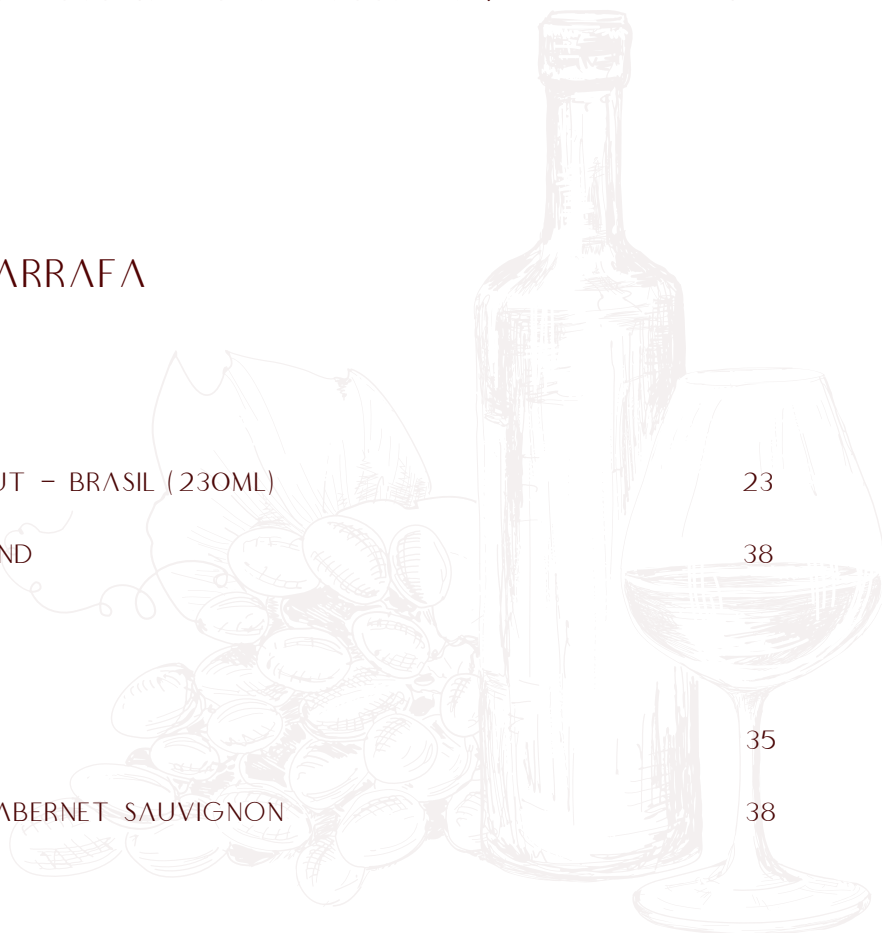 ARRAFA
UT – BRASIL (230ML) 23
ND 38
35
ABERNET SAUVIGNON 38